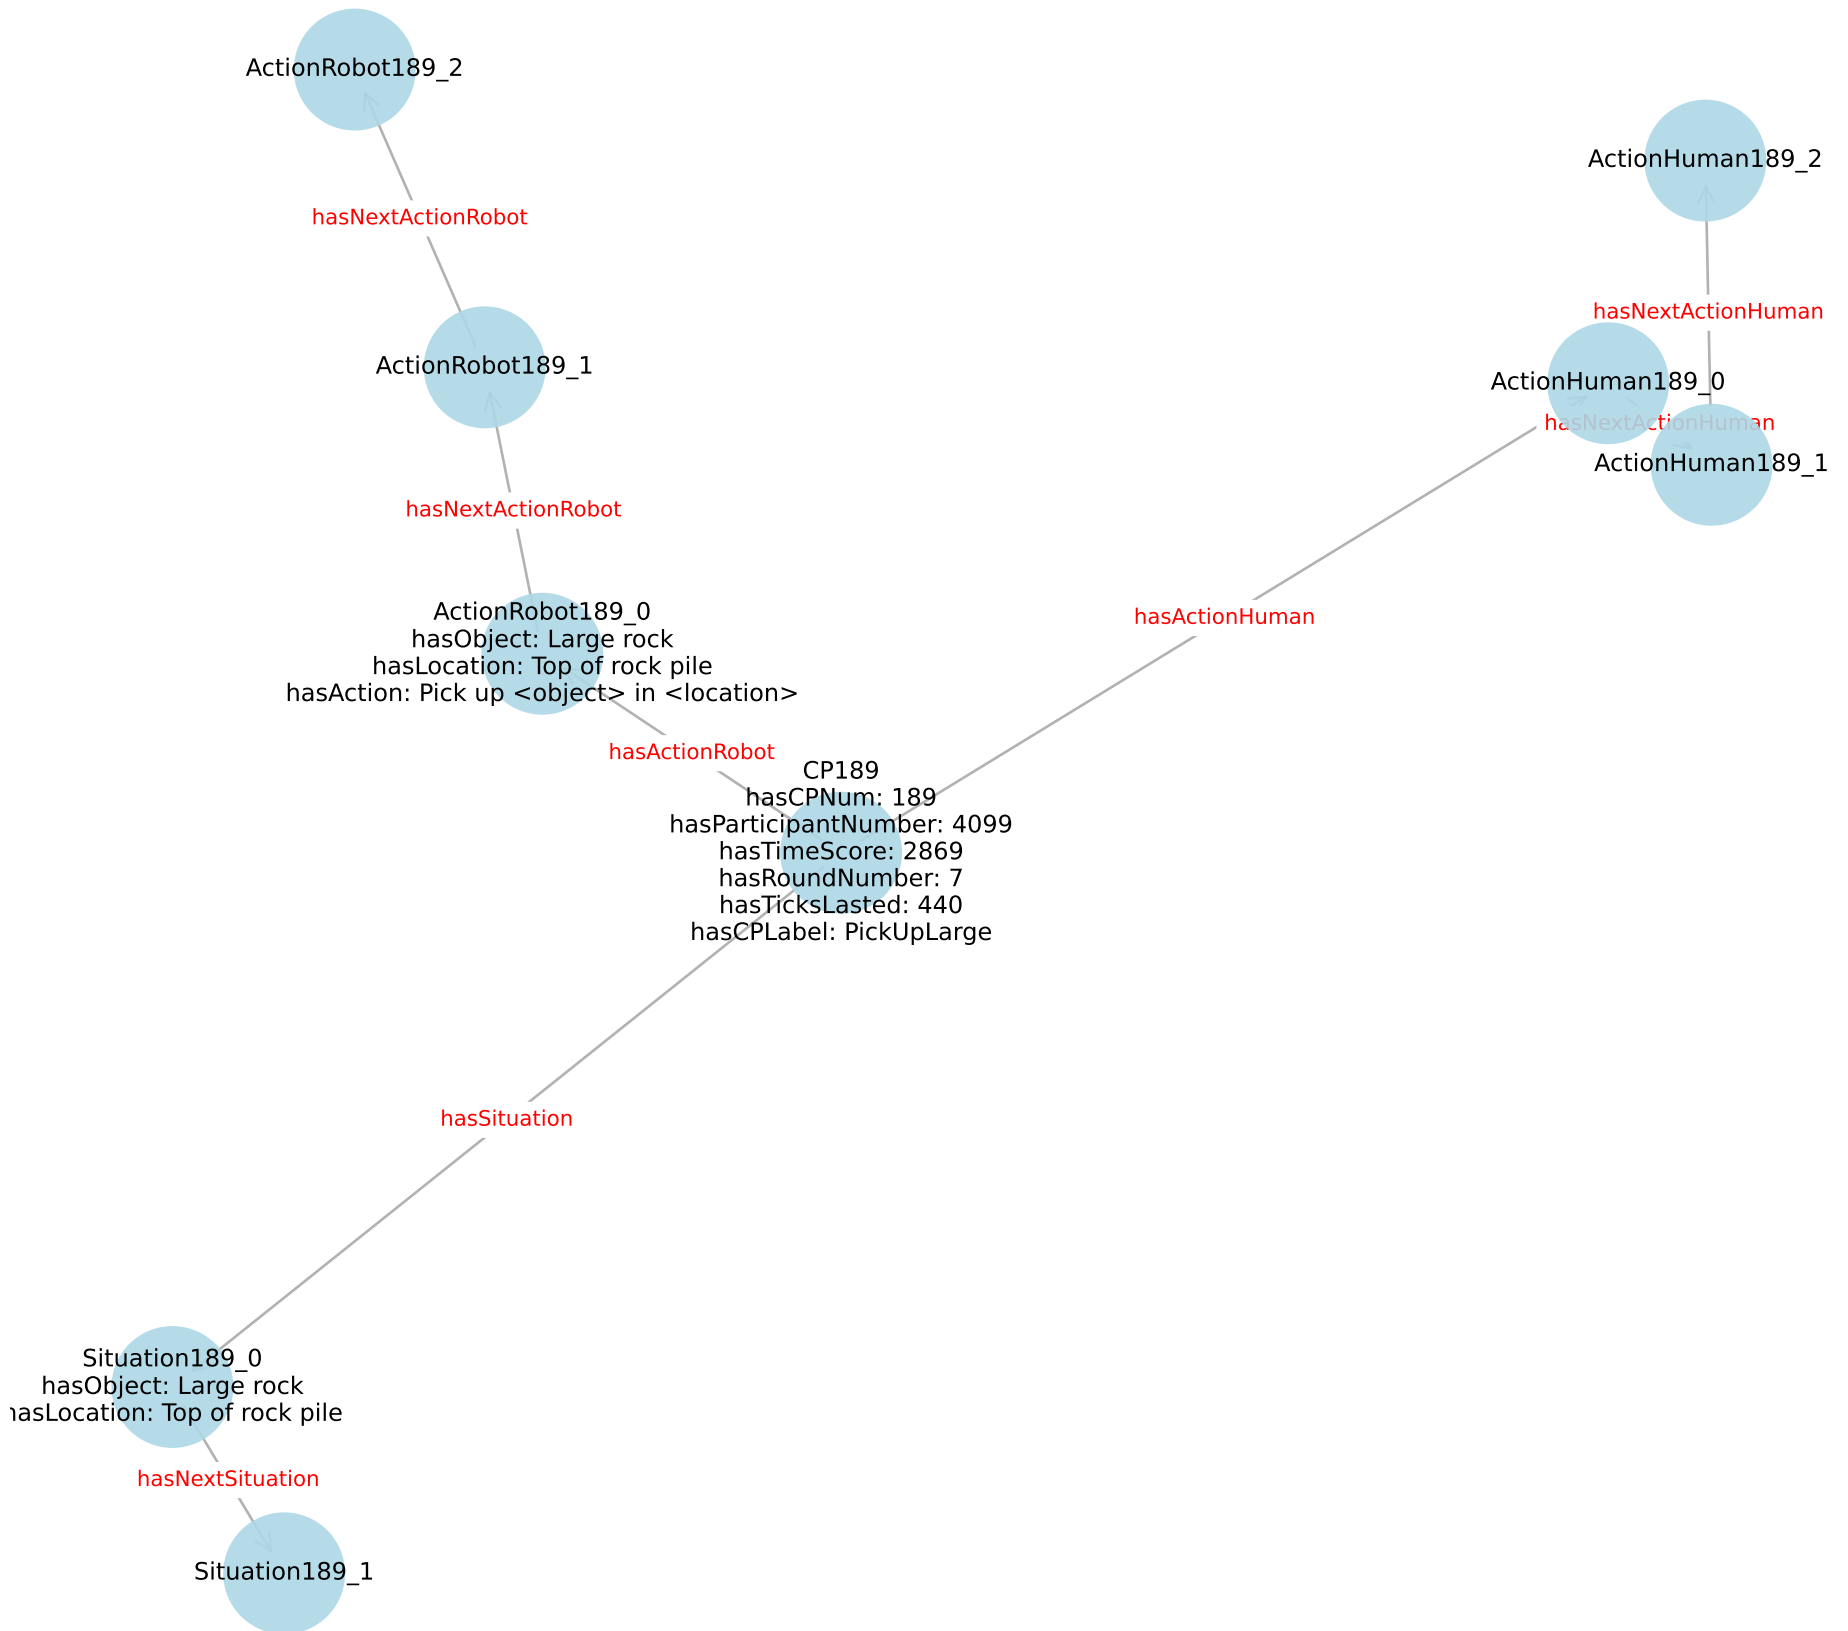 ActionRobot189_2
ActionHuman189_2
hasNextActionRobot
hasNextActionHuman
ActionRobot189_1
ActionHuman189_0
hasNextActionHuman
ActionHuman189_1
hasNextActionRobot
ActionRobot189_0
hasObject: Large rock
hasLocation: Top of rock pile
hasAction: Pick up <object> in <location>
hasActionHuman
hasActionRobot
CP189
hasCPNum: 189
hasParticipantNumber: 4099
hasTimeScore: 2869
hasRoundNumber: 7
hasTicksLasted: 440
hasCPLabel: PickUpLarge
hasSituation
Situation189_0
hasObject: Large rock
hasLocation: Top of rock pile
hasNextSituation
Situation189_1